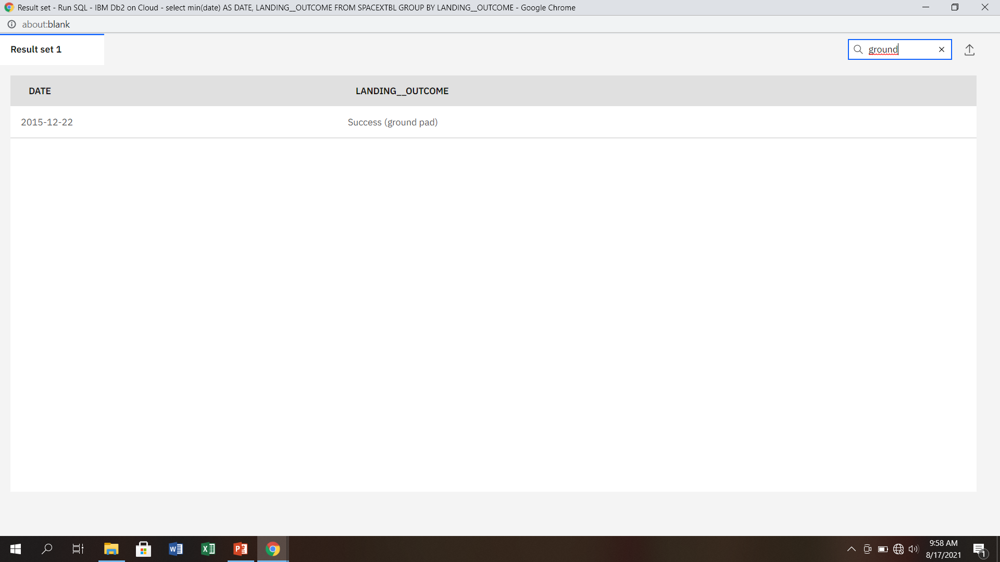 Result set - Run SQL - IBM Db2 on Cloud - select min(date) AS DATE, LANDING__OUTCOME FROM SPACEXTBL GROUP BY LANDING__OUTCOME - Google Chrome
about:blank
Result set 1
ground
DATE LANDING__OUTCOME
2015-12-22 Success (ground pad)
9:58 AM
8/17/2021
1